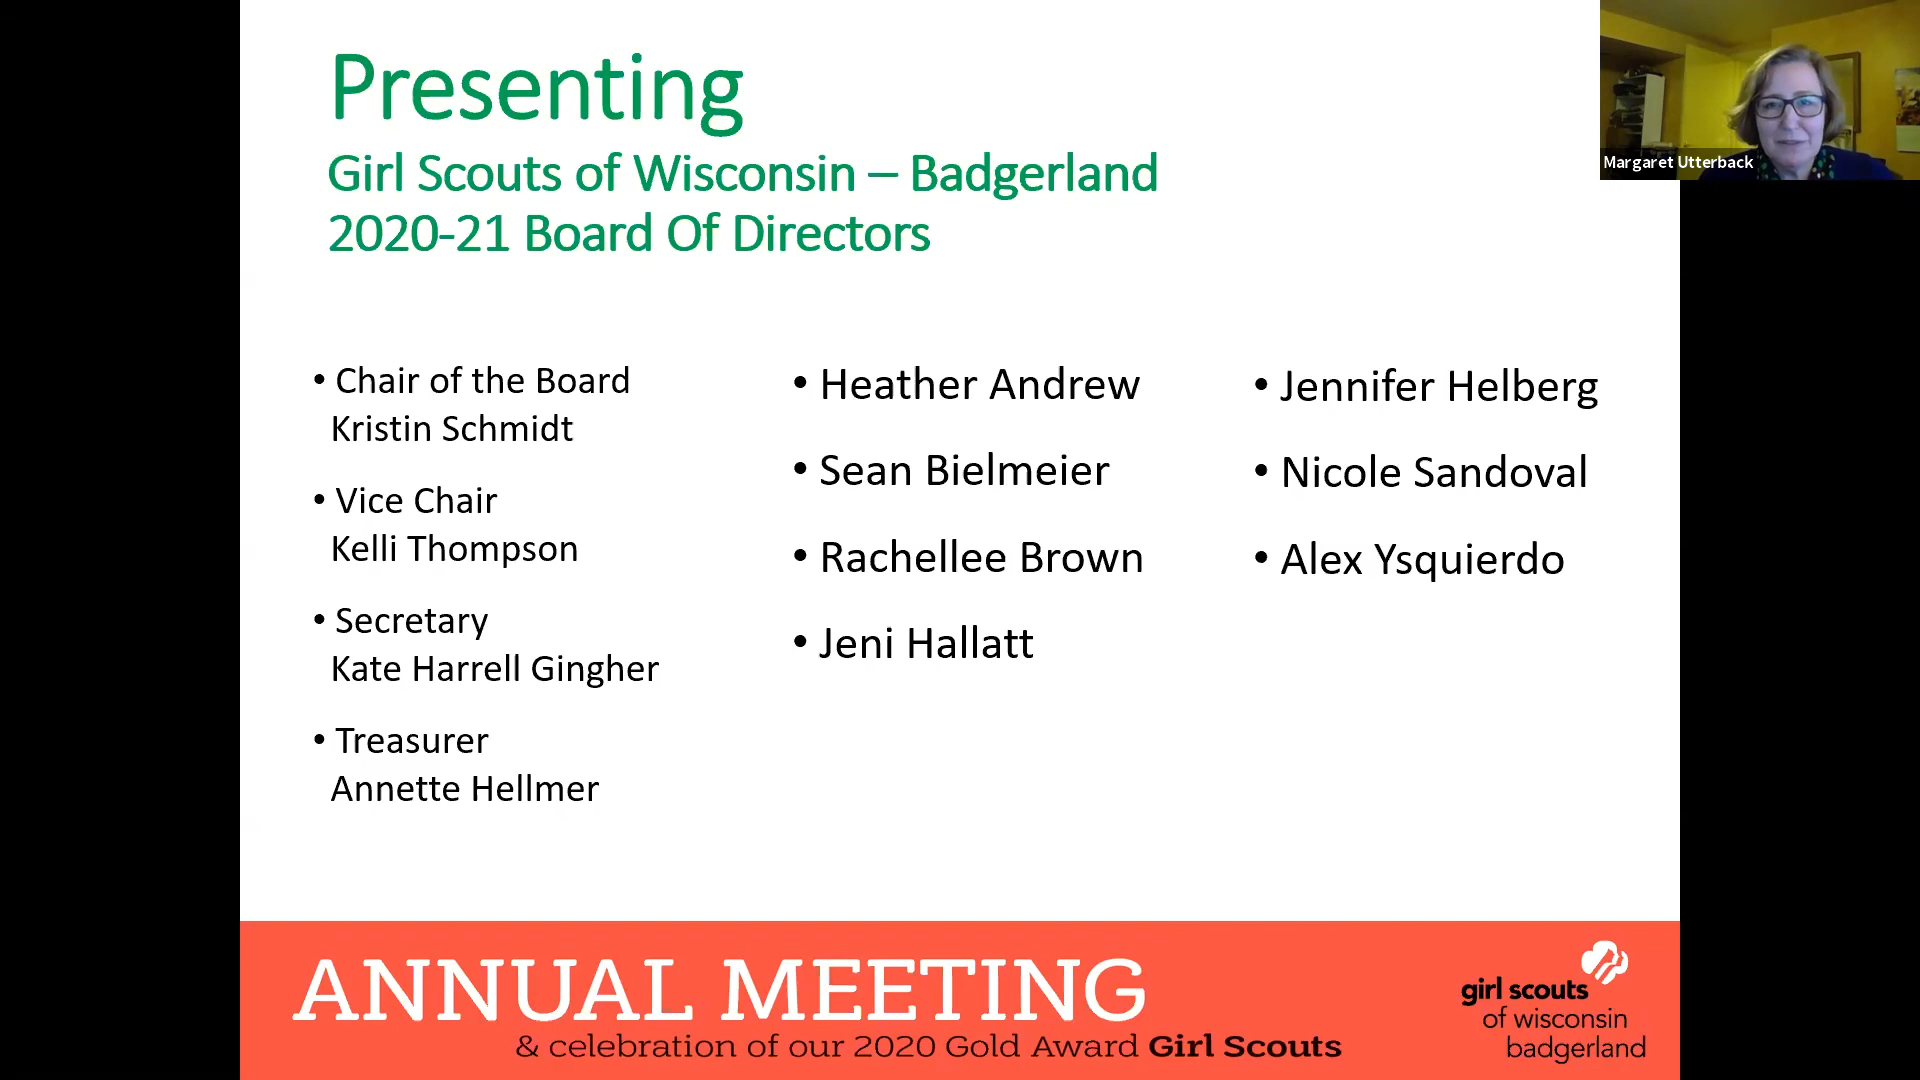 Presenting
Girl Scouts of Wisconsin – Badgerland
2020-21 Board Of Directors
Margaret Utterback
• Chair of the Board
Kristin Schmidt
• Vice Chair
Kelli Thompson
• Secretary
Kate Harrell Gingher
• Treasurer
Annette Hellmer
• Heather Andrew
• Sean Bielmeier
• Rachellee Brown
• Jeni Hallatt
• Jennifer Helberg
• Nicole Sandoval
• Alex Ysquierdo
ANNUAL MEETING
& celebration of our 2020 Gold Award Girl Scouts
girl scouts
of wisconsin
badgerland